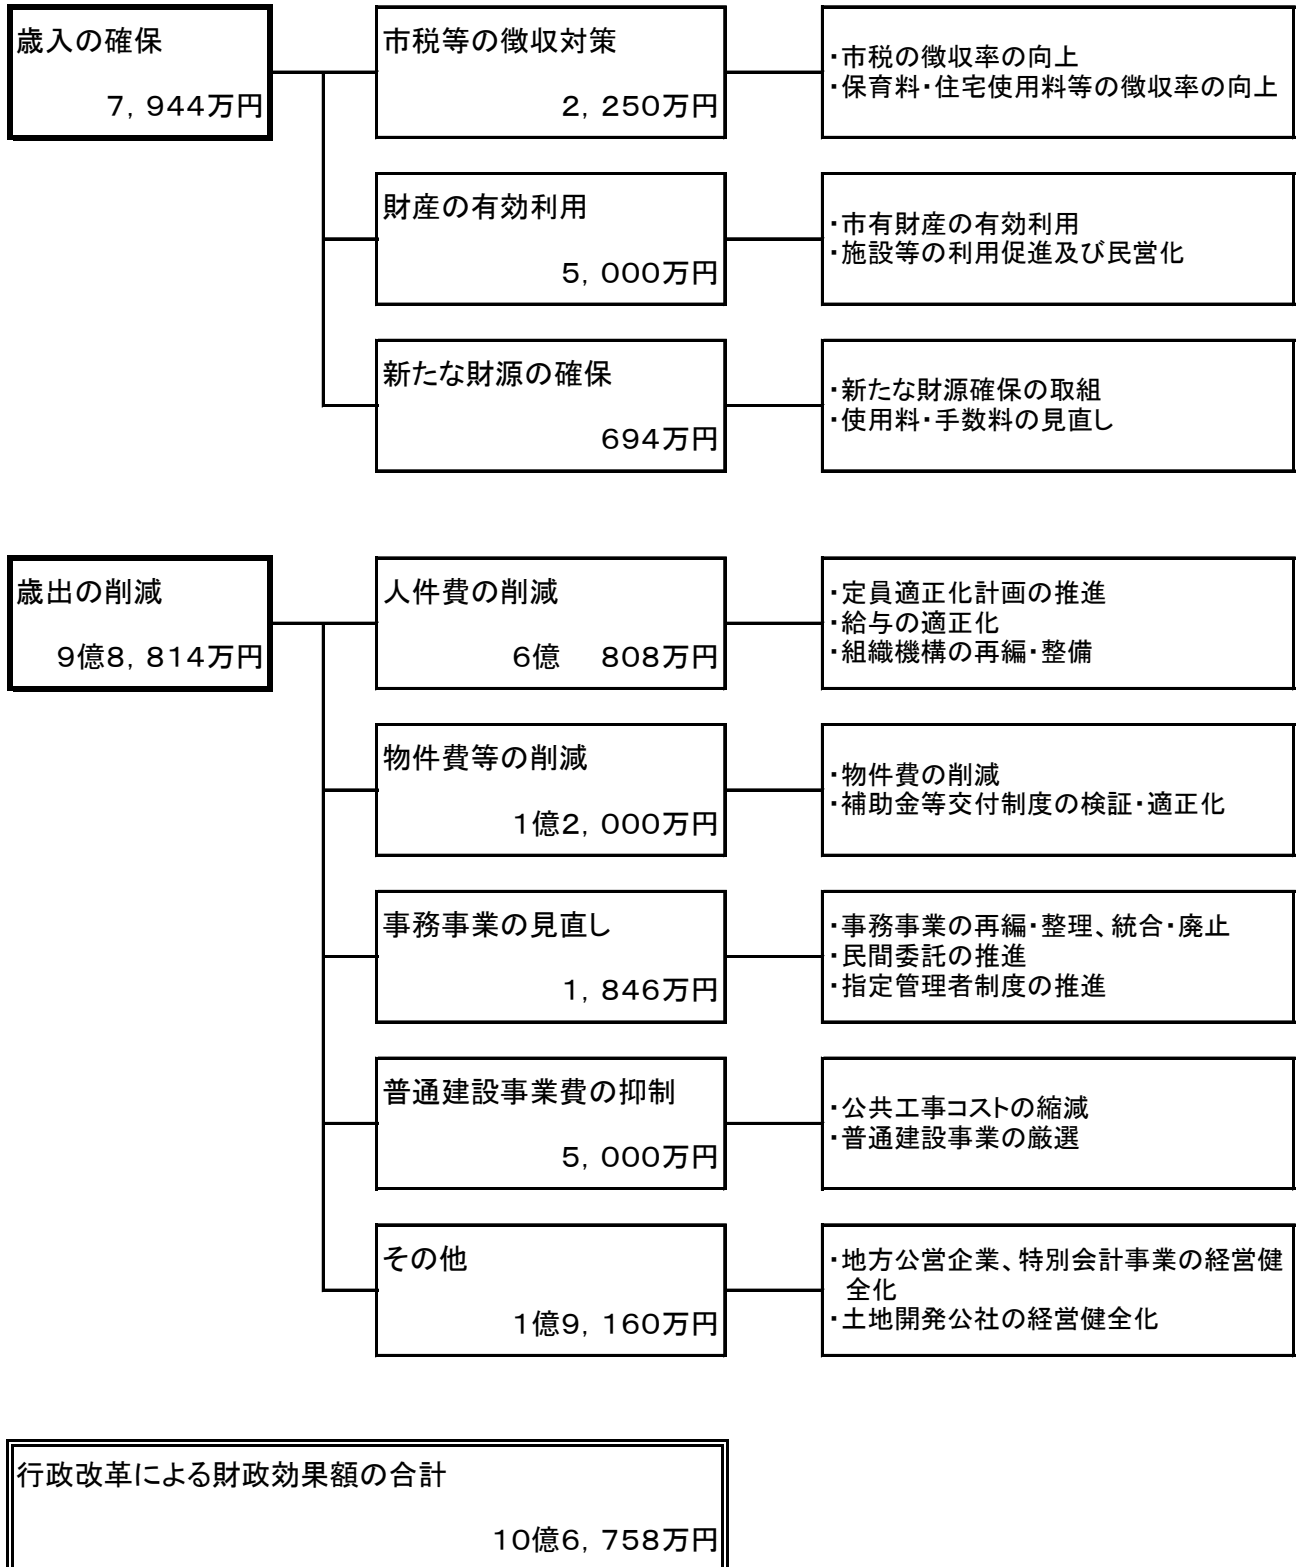 歳入の確保
7，944万円
市税等の徴収対策
2，250万円
・市税の徴収率の向上
・保育料・住宅使用料等の徴収率の向上
財産の有効利用
5，000万円
・市有財産の有効利用
・施設等の利用促進及び民営化
新たな財源の確保
694万円
・新たな財源確保の取組
・使用料・手数料の見直し
歳出の削減
9億8，814万円
人件費の削減
6億　808万円
・定員適正化計画の推進
・給与の適正化
・組織機構の再編・整備
物件費等の削減
1億2，000万円
・物件費の削減
・補助金等交付制度の検証・適正化
事務事業の見直し
1，846万円
・事務事業の再編・整理、統合・廃止
・民間委託の推進
・指定管理者制度の推進
普通建設事業費の抑制
5，000万円
・公共工事コストの縮減
・普通建設事業の厳選
その他
1億9，160万円
・地方公営企業、特別会計事業の経営健
全化
・土地開発公社の経営健全化
行政改革による財政効果額の合計
10億6，758万円